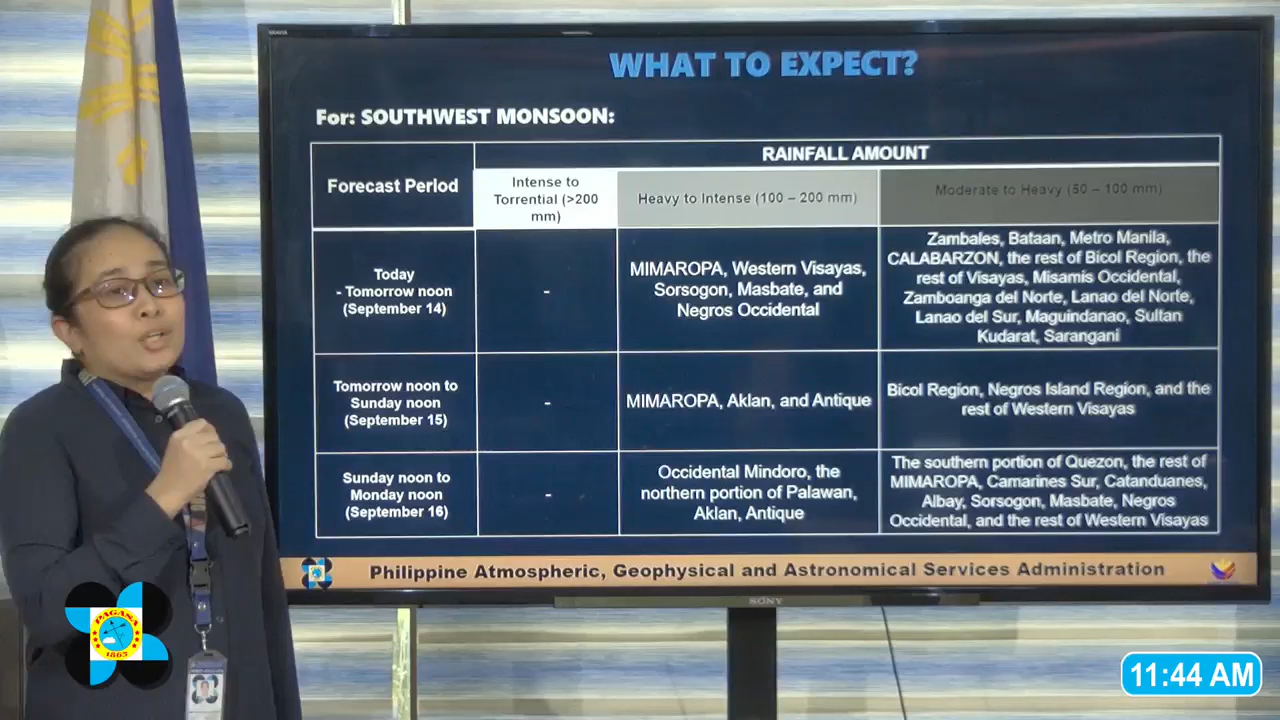 WHAT TO EXPECT?
For: SOUTHWEST MONSOON:
Forecast Period
RAINFALL AMOUNT
Intense to
Torrential (>200
mm)
Heavy to Intense (100 – 200 mm)
Moderate to Heavy (50 – 100 mm)
Today
- Tomorrow noon
(September 14)
-
MIMAROPA, Western Visayas,
Sorsogon, Masbate, and
Negros Occidental
Zambales, Bataan, Metro Manila,
CALABARZON, the rest of Bicol Region, the
rest of Visayas, Misamis Occidental,
Zamboanga del Norte, Lanao del Norte,
Lanao del Sur, Maguindanao, Sultan
Kudarat, Sarangani
Tomorrow noon to
Sunday noon
(September 15)
-
MIMAROPA, Aklan, and Antique
Bicol Region, Negros Island Region, and the
rest of Western Visayas
Sunday noon to
Monday noon
(September 16)
-
Occidental Mindoro, the
northern portion of Palawan,
Aklan, Antique
The southern portion of Quezon, the rest of
MIMAROPA, Camarines Sur, Catanduanes,
Albay, Sorsogon, Masbate, Negros
Occidental, and the rest of Western Visayas
Philippine Atmospheric, Geophysical and Astronomical Services Administration
SONY
PAGASA
1865
11:44 AM